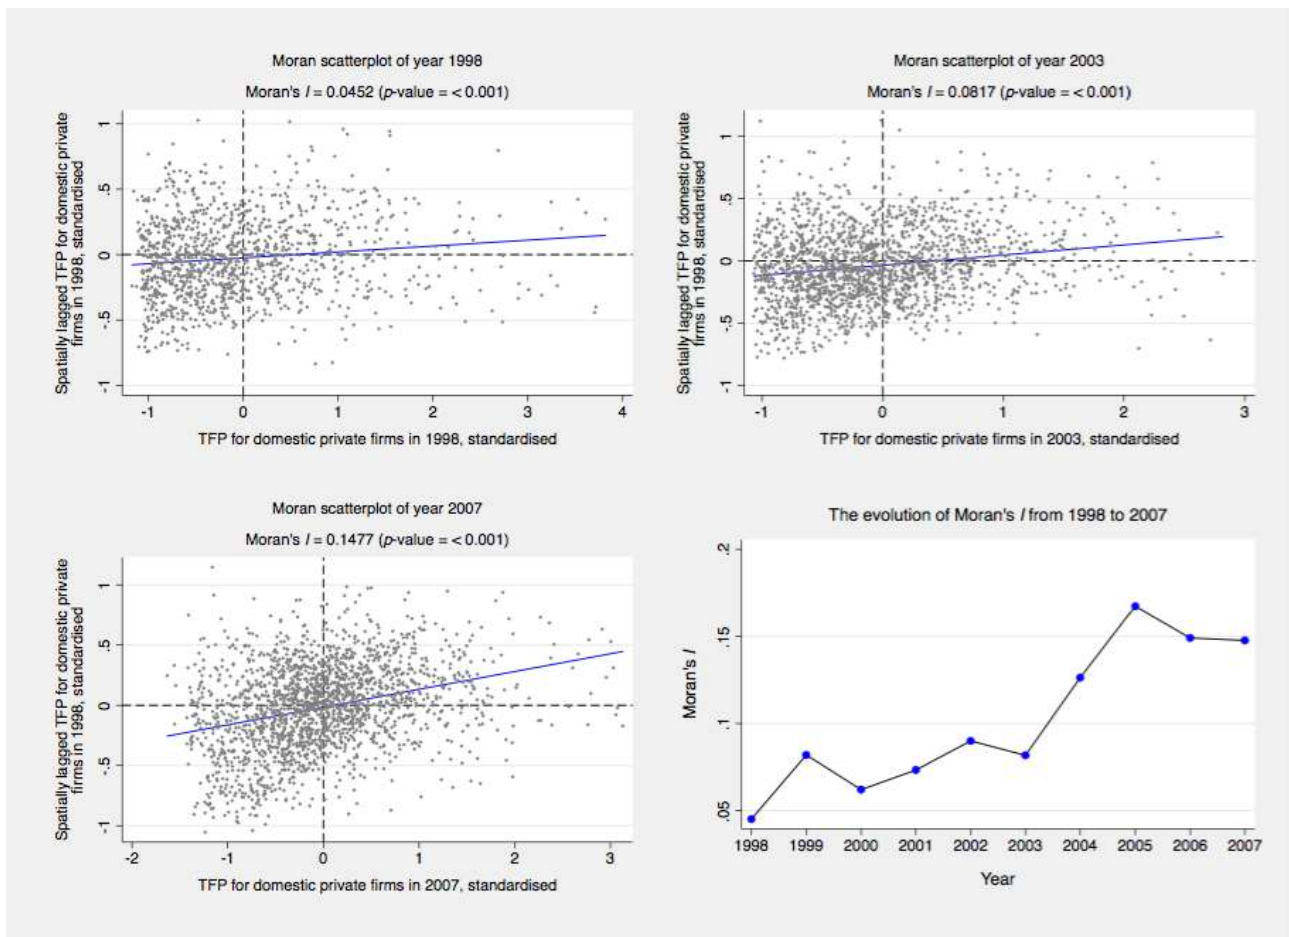 Moran scatterplot of year 1998
Moran's I = 0.0452 (p-value = < 0.001)
Spatially lagged TFP for domestic private
firms in 1998, standardised
1
.5
0
-.5
-1
-1 0 1 2 3 4
TFP for domestic private firms in 1998, standardised
Moran scatterplot of year 2003
Moran's I = 0.0817 (p-value = < 0.001)
Spatially lagged TFP for domestic private
firms in 1998, standardised
1
.5
0
-.5
-1
-1 0 1 2 3
TFP for domestic private firms in 2003, standardised
Moran scatterplot of year 2007
Moran's I = 0.1477 (p-value = < 0.001)
Spatially lagged TFP for domestic private
firms in 1998, standardised
1
.5
0
-.5
-1
-2 -1 0 1 2 3
TFP for domestic private firms in 2007, standardised
The evolution of Moran's I from 1998 to 2007
Moran's I
.2
.15
.1
.05
1998 1999 2000 2001 2002 2003 2004 2005 2006 2007
Year